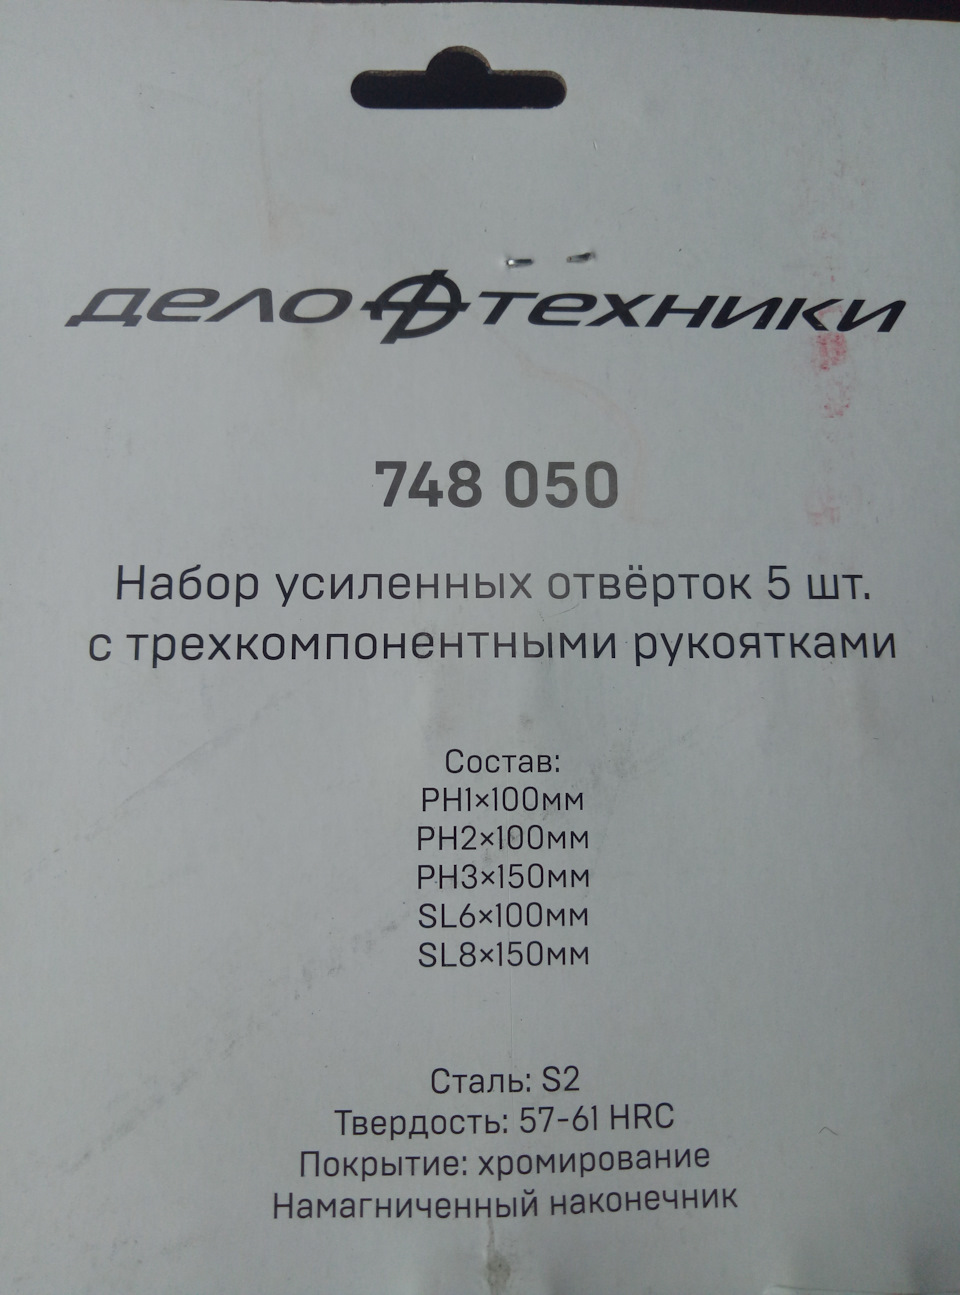 дело техники
748 050
Набор усиленных отвёрток 5 шт.
с трехкомпонентными рукоятками
Состав:
PH1×100мм
PH2×100мм
PH3×150мм
SL6×100мм
SL8×150мм
Сталь: S2
Твердость: 57-61 HRC
Покрытие: хромирование
Намагниченный наконечник